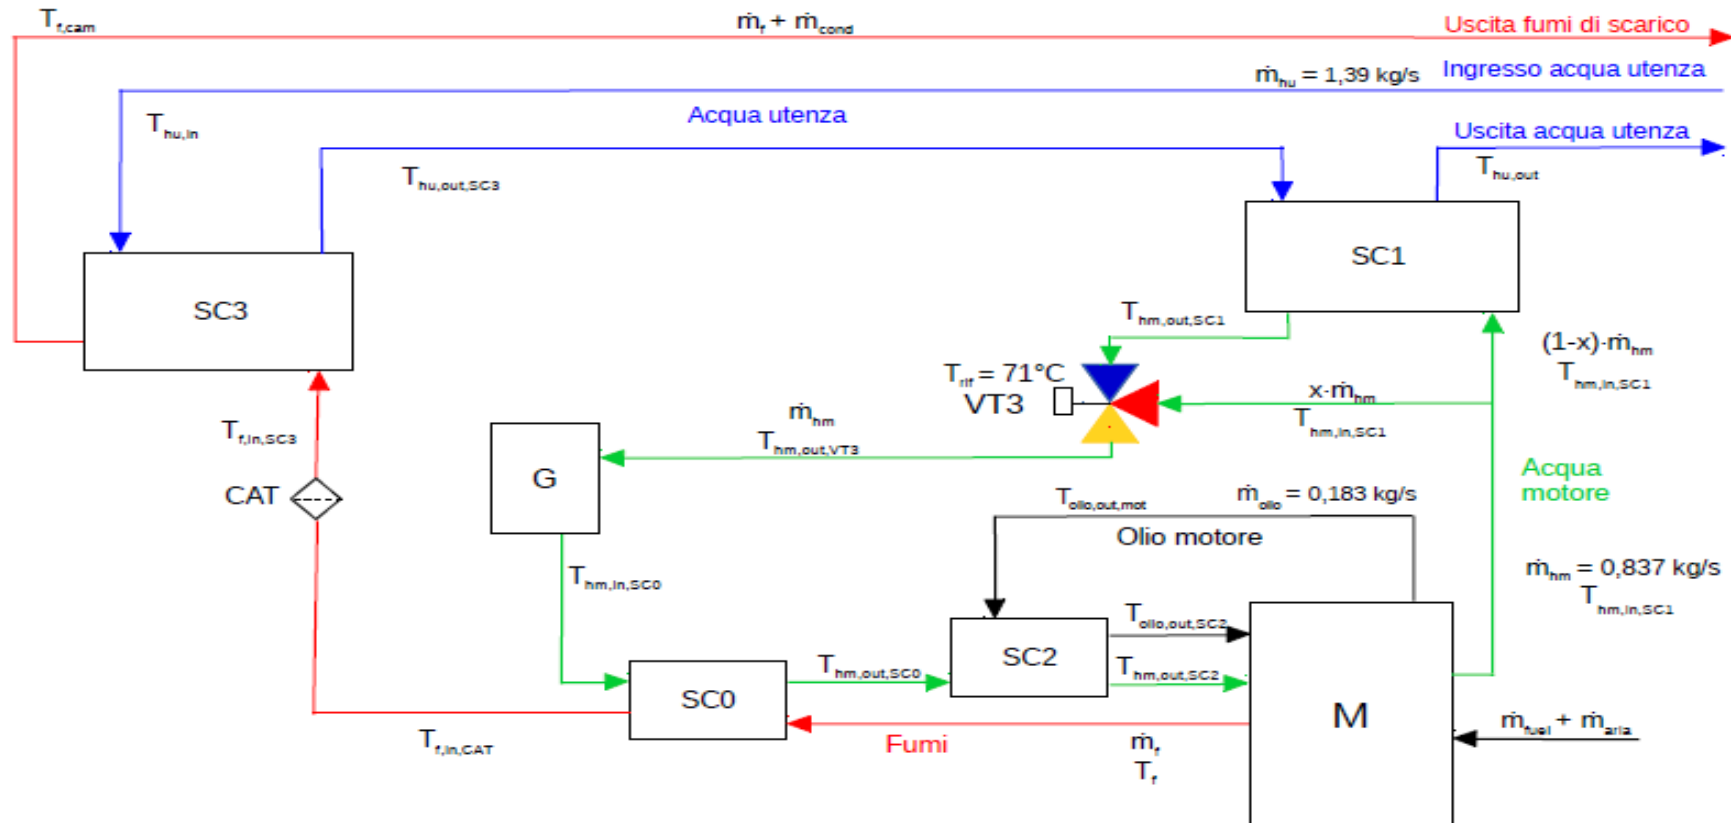 T_f,cam
ṁ_f + ṁ_cond
Uscita fumi di scarico
ṁ_hu = 1,39 kg/s
Ingresso acqua utenza
T_hu,in
Acqua utenza
Uscita acqua utenza
T_hu,out,SC3
T_hu,out
SC3
SC1
T_hm,out,SC1
(1-x)·ṁ_hm
T_hm,in,SC1
T_rif = 71°C
VT3
x·ṁ_hm
T_hm,in,SC1
ṁ_hm
T_hm,out,VT3
T_f,in,SC3
CAT
G
Acqua
motore
T_olio,out,mot
ṁ_olio = 0,183 kg/s
Olio motore
T_hm,in,SC0
ṁ_hm = 0,837 kg/s
T_hm,in,SC1
SC2
T_olio,out,SC2
T_hm,out,SC0
T_hm,out,SC2
SC0
M
T_f,in,CAT
Fumi
ṁ_f
T_f
ṁ_fuel + ṁ_aria